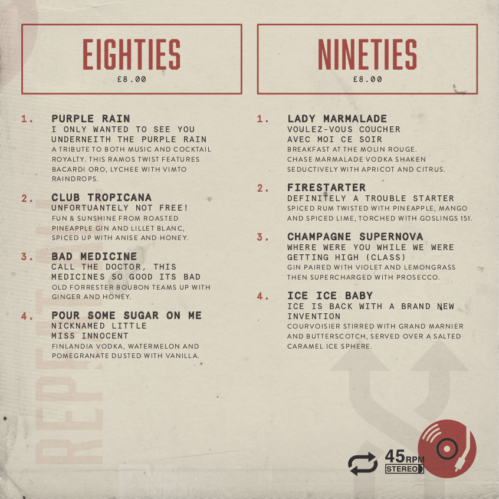 EIGHTIES
£8.00
1. PURPLE RAIN
I ONLY WANTED TO SEE YOU
UNDERNEITH THE PURPLE RAIN
A TRIBUTE TO BOTH MUSIC AND COCKTAIL
ROYALTY. THIS RAMOS TWIST FEATURES
BACARDI ORO, LYCHEE WITH VIMTO
RAINDROPS.
2. CLUB TROPICANA
UNFORTUANTELY NOT FREE!
FUN & SUNSHINE FROM ROASTED
PINEAPPLE GIN AND LILLET BLANC,
SPICED UP WITH ANISE AND HONEY.
3. BAD MEDICINE
CALL THE DOCTOR, THIS
MEDICINES SO GOOD ITS BAD
OLD FORRESTER BOUBON TEAMS UP WITH
GINGER AND HONEY.
4. POUR SOME SUGAR ON ME
NICKNAMED LITTLE
MISS INNOCENT
FINLANDIA VODKA, WATERMELON AND
POMEGRANATE DUSTED WITH VANILLA.
NINETIES
£8.00
1. LADY MARMALADE
VOULEZ-VOUS COUCHER
AVEC MOI CE SOIR
BREAKFAST AT THE MOLIN ROUGE.
CHASE MARMALADE VODKA SHAKEN
SEDUCTIVELY WITH APRICOT AND CITRUS.
2. FIRESTARTER
DEFINITELY A TROUBLE STARTER
SPICED RUM TWISTED WITH PINEAPPLE, MANGO
AND SPICED LIME, TORCHED WITH GOSLINGS 151.
3. CHAMPAGNE SUPERNOVA
WHERE WERE YOU WHILE WE WERE
GETTING HIGH (CLASS)
GIN PAIRED WITH VIOLET AND LEMONGRASS
THEN SUPERCHARGED WITH PROSECCO.
4. ICE ICE BABY
ICE IS BACK WITH A BRAND NEW
INVENTION
COURVOISIER STIRRED WITH GRAND MARNIER
AND BUTTERSCOTCH, SERVED OVER A SALTED
CARAMEL ICE SPHERE.
45RPM
STEREO